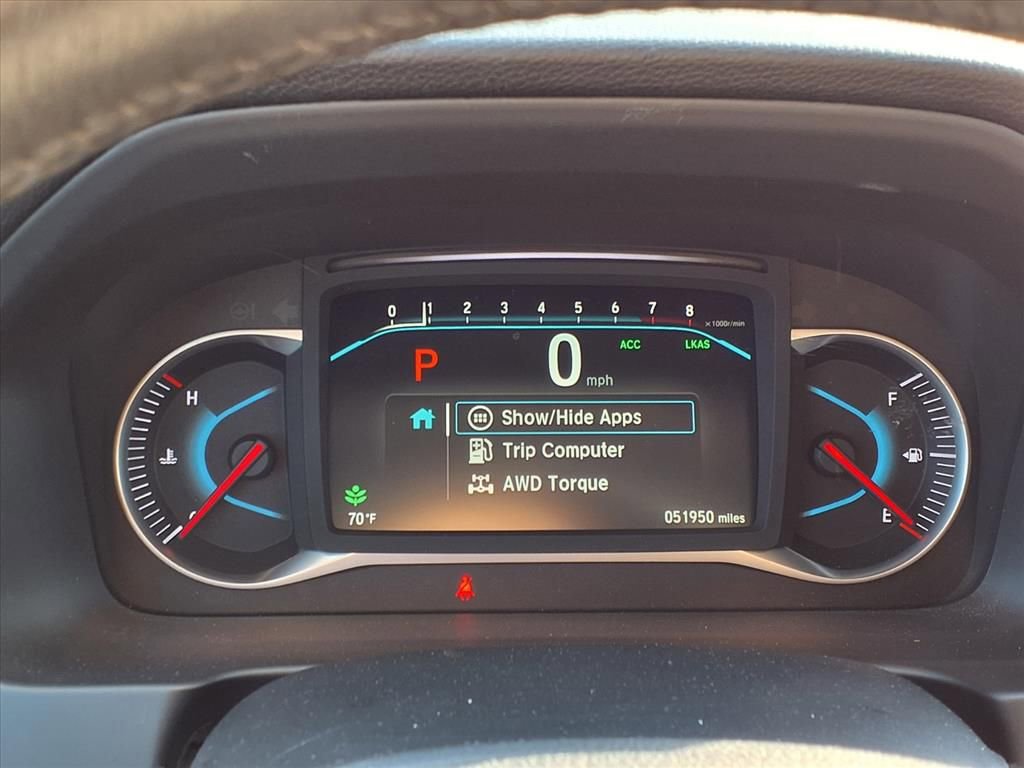 0 1 2 3 4 5 6 7 8
×1000r/min
ACC LKAS
P 0 mph
H
F
Show/Hide Apps
Trip Computer
AWD Torque
E
70°F
051950 miles